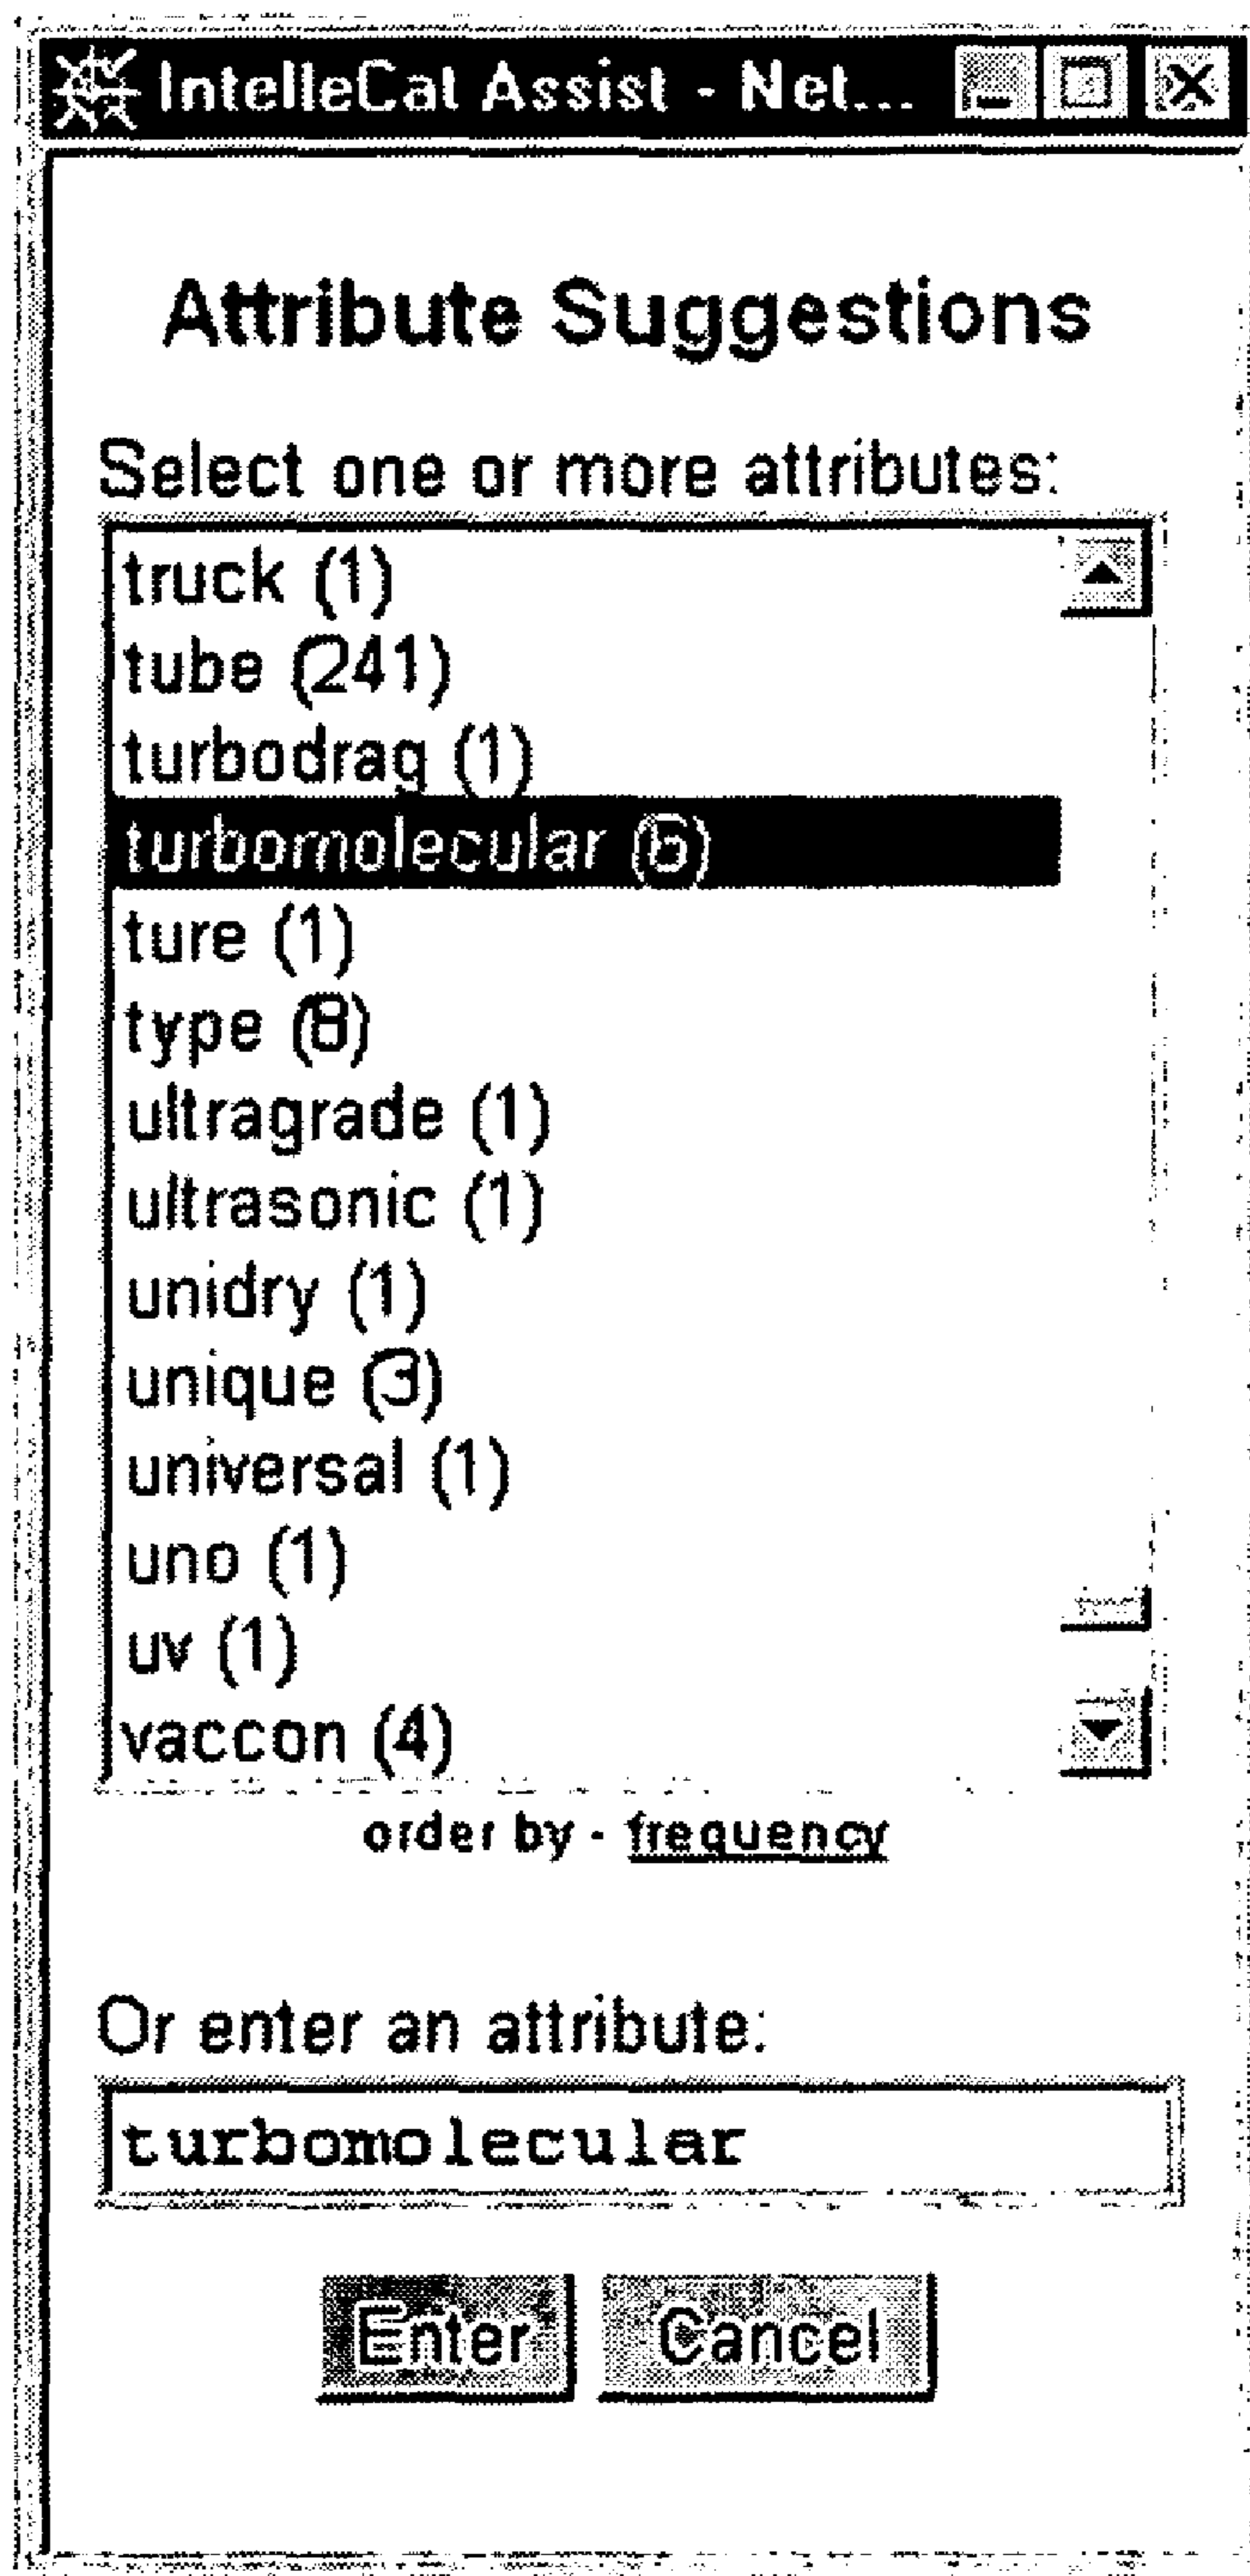 IntelleCat Assist - Net...
Attribute Suggestions
Select one or more attributes:
truck (1)
tube (241)
turbodrag (1)
turbomolecular (6)
ture (1)
type (8)
ultragrade (1)
ultrasonic (1)
unidry (1)
unique (3)
universal (1)
uno (1)
uv (1)
vaccon (4)
order by - frequency
Or enter an attribute:
turbomolecular
Enter Cancel